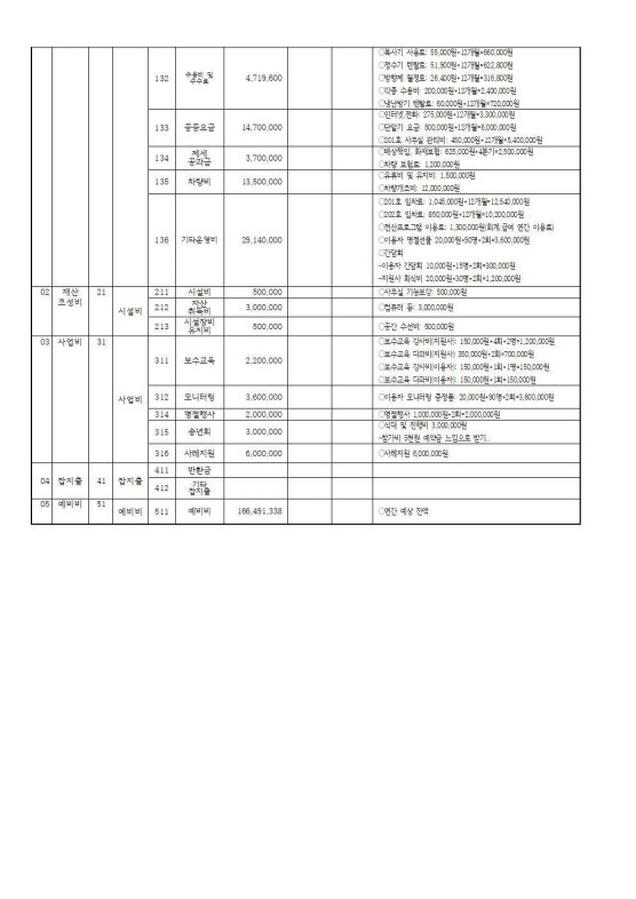 132 수용비 및 수수료 4,719,600
○복사기 사용료: 55,000원*12개월=660,000원
○정수기 렌탈료: 51,900원*12개월=622,800원
○방향제 월정료: 26,400원*12개월=316,800원
○각종 수용비: 200,000원*12개월=2,400,000원
○냉난방기 렌탈료: 60,000원*12개월=720,000원
133 공공요금 14,700,000
○인터넷,전화: 275,000원*12개월=3,300,000원
○단말기 요금: 500,000원*12개월=6,000,000원
○201호 사무실 관리비: 450,000원*12개월=5,400,000원
134 제세공과금 3,700,000
○배상책임, 화재보험: 625,000원*4분기=2,500,000원
○차량 보험료: 1,200,000원
135 차량비 13,500,000
○유류비 및 유지비: 1,500,000원
○차량개조비: 12,000,000원
136 기타운영비 29,140,000
○201호 임차료: 1,045,000원*12개월=12,540,000원
○202호 임차료: 850,000원*12개월=10,200,000원
○전산프로그램 이용료: 1,300,000원(회계,급여 연간 이용료)
○이용자 명절선물 20,000원*90명*2회=3,600,000원
○간담회
-이용자 간담회 10,000원*15명*2회=300,000원
-지원사 회식비 20,000원*30명*2회=1,200,000원
02 재산조성비 21 시설비 211 시설비 500,000 ○사무실 기능보강: 500,000원
212 자산취득비 3,000,000 ○컴퓨터 등: 3,000,000원
213 시설장비유지비 500,000 ○공간 수선비: 500,000원
03 사업비 31 사업비 311 보수교육 2,200,000
○보수교육 강사비(지원사): 150,000원*4회*2명=1,200,000원
○보수교육 다과비(지원사) 350,000원*2회=700,000원
○보수교육 강사비(이용자): 150,000원*1회*1명=150,000원
○보수교육 다과비(이용자): 150,000원*1회=150,000원
312 모니터링 3,600,000 ○이용자 모니터링 증정품: 20,000원*90명*2회=3,600,000원
314 명절행사 2,000,000 ○명절행사 1,000,000원*2회=2,000,000원
315 송년회 3,000,000
○식대 및 진행비 3,000,000원
-참가비 5천원 예약금 느낌으로 받기..
316 사례지원 6,000,000 ○사례지원 6,000,000원
04 잡지출 41 잡지출 411 반환금
412 기타잡지출
05 예비비 51 예비비 511 예비비 166,491,338 ○연간 예상 잔액